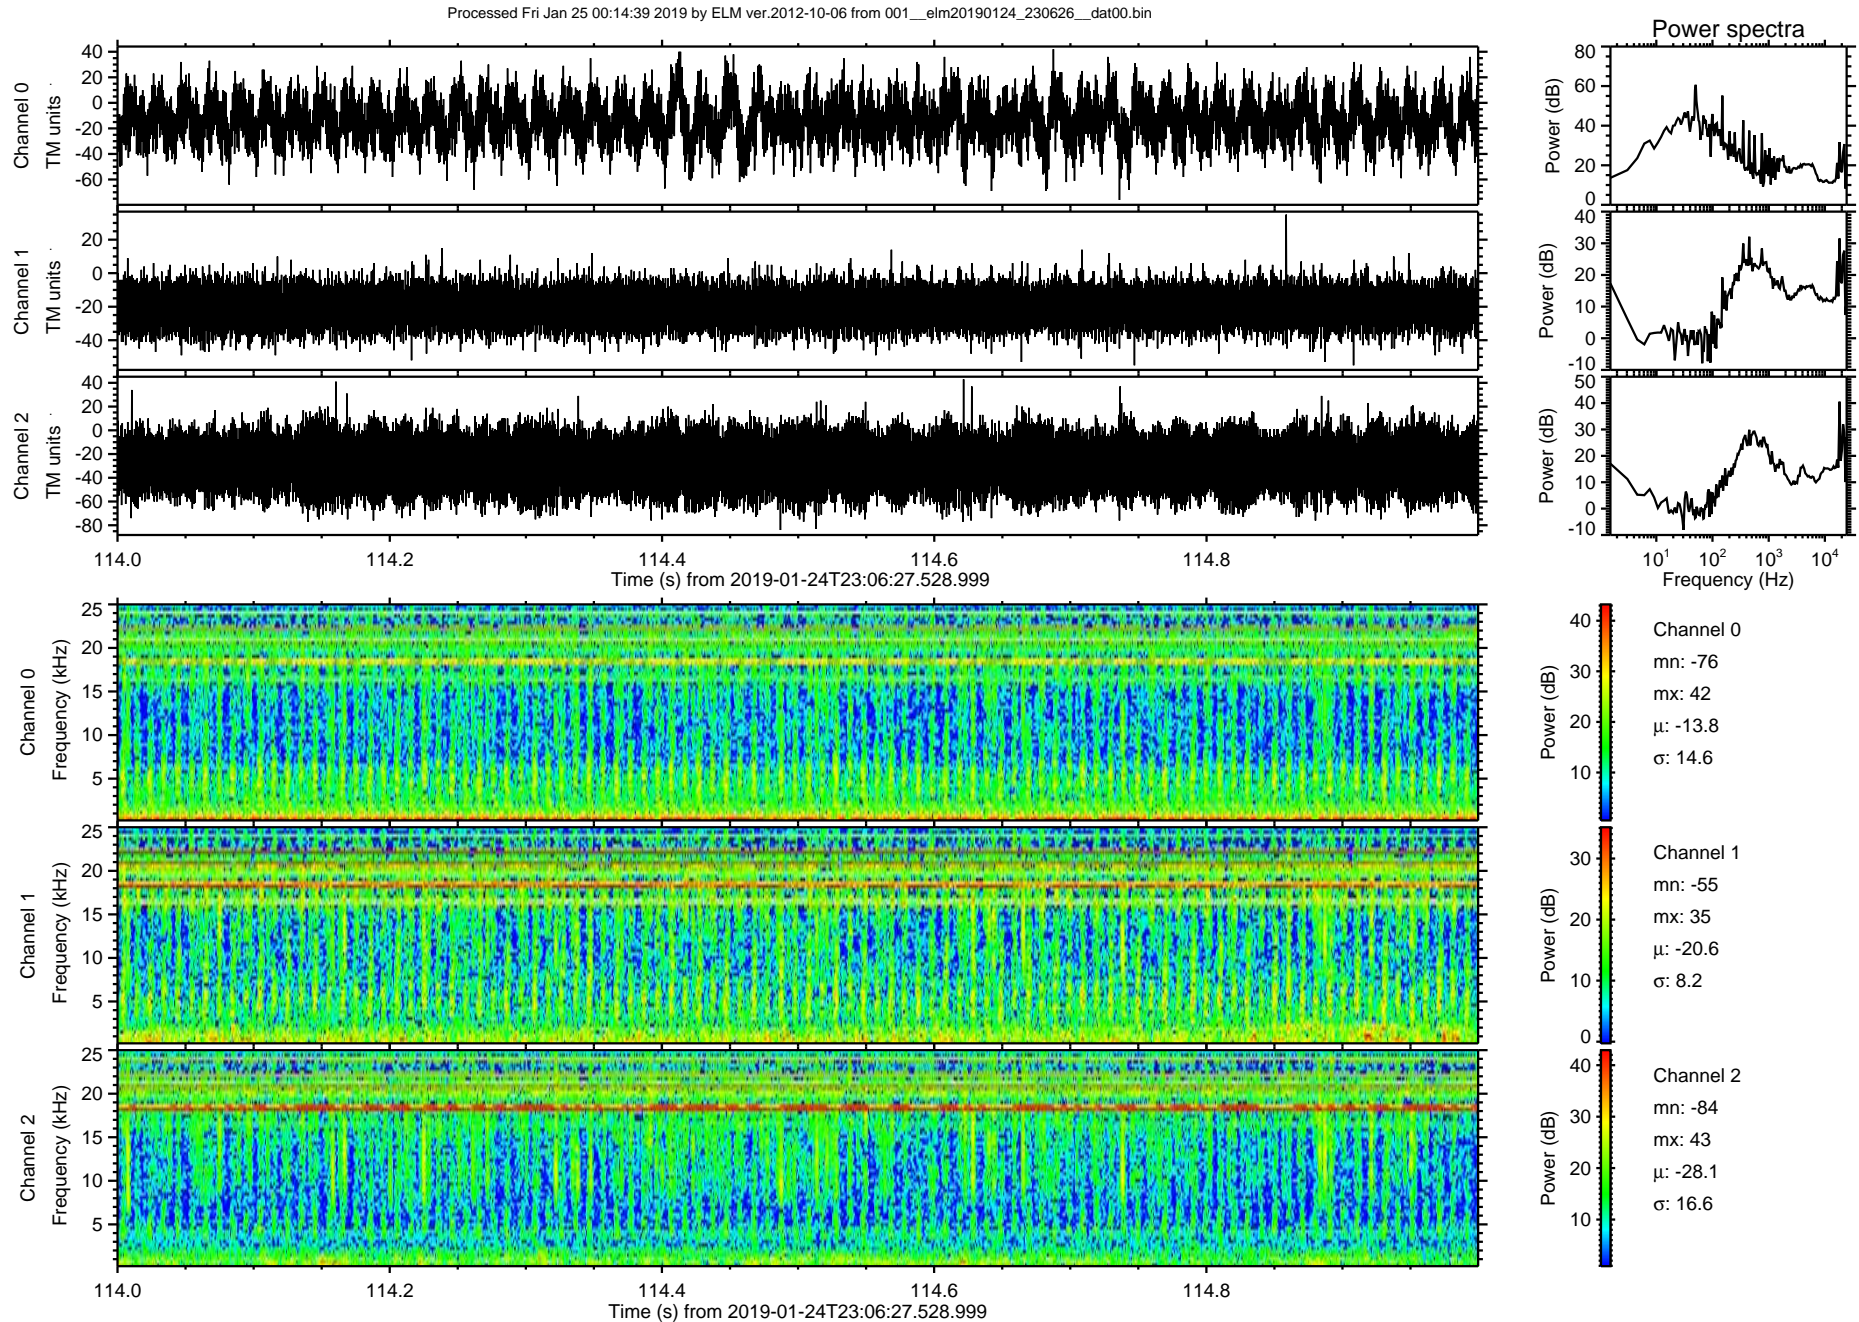 Processed Fri Jan 25 00:14:39 2019 by ELM ver.2012-10-06 from 001__elm20190124_230626__dat00.bin
Power spectra
Channel 0
TM units
40
20
0
-20
-40
-60
Power (dB)
80
60
40
20
0
Channel 1
TM units
20
0
-20
-40
Power (dB)
40
30
20
10
0
-10
Channel 2
TM units
40
20
0
-20
-40
-60
-80
Power (dB)
50
40
30
20
10
0
-10
114.0 114.2 114.4 114.6 114.8
Time (s) from 2019-01-24T23:06:27.528.999
10¹ 10² 10³ 10⁴
Frequency (Hz)
Channel 0
Frequency (kHz)
25
20
15
10
5
Power (dB)
40
30
20
10
Channel 0
mn: -76
mx: 42
µ: -13.8
σ: 14.6
Channel 1
Frequency (kHz)
25
20
15
10
5
Power (dB)
30
20
10
0
Channel 1
mn: -55
mx: 35
µ: -20.6
σ: 8.2
Channel 2
Frequency (kHz)
25
20
15
10
5
Power (dB)
40
30
20
10
Channel 2
mn: -84
mx: 43
µ: -28.1
σ: 16.6
114.0 114.2 114.4 114.6 114.8
Time (s) from 2019-01-24T23:06:27.528.999